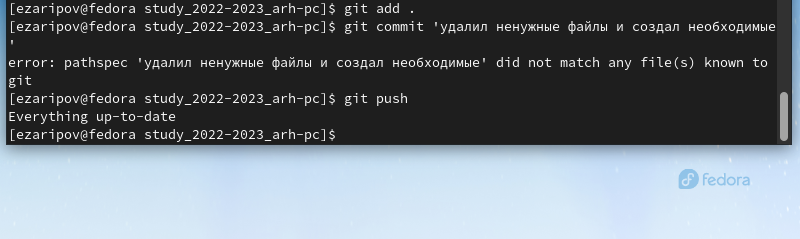 [ezaripov@fedora study_2022-2023_arh-pc]$ git add .
[ezaripov@fedora study_2022-2023_arh-pc]$ git commit 'удалил ненужные файлы и создал необходимые
'
error: pathspec 'удалил ненужные файлы и создал необходимые' did not match any file(s) known to
git
[ezaripov@fedora study_2022-2023_arh-pc]$ git push
Everything up-to-date
[ezaripov@fedora study_2022-2023_arh-pc]$
fedora